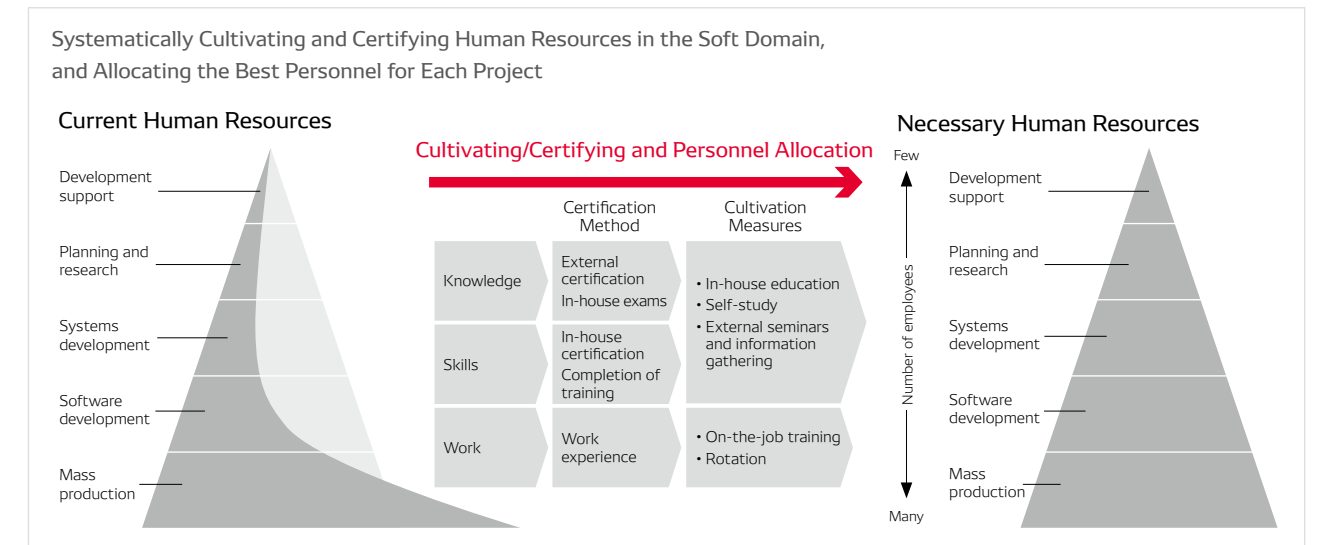 Systematically Cultivating and Certifying Human Resources in the Soft Domain,
and Allocating the Best Personnel for Each Project
Current Human Resources
Development
support
Planning and
research
Systems
development
Software
development
Mass
production
Cultivating/Certifying and Personnel Allocation
Certification
Method
Cultivation
Measures
Knowledge
External
certification
In-house exams
Skills
In-house
certification
Completion of
training
• In-house education
• Self-study
• External seminars
and information
gathering
Work
Work
experience
• On-the-job training
• Rotation
Necessary Human Resources
Few
Number of employees
Many
Development
support
Planning and
research
Systems
development
Software
development
Mass
production